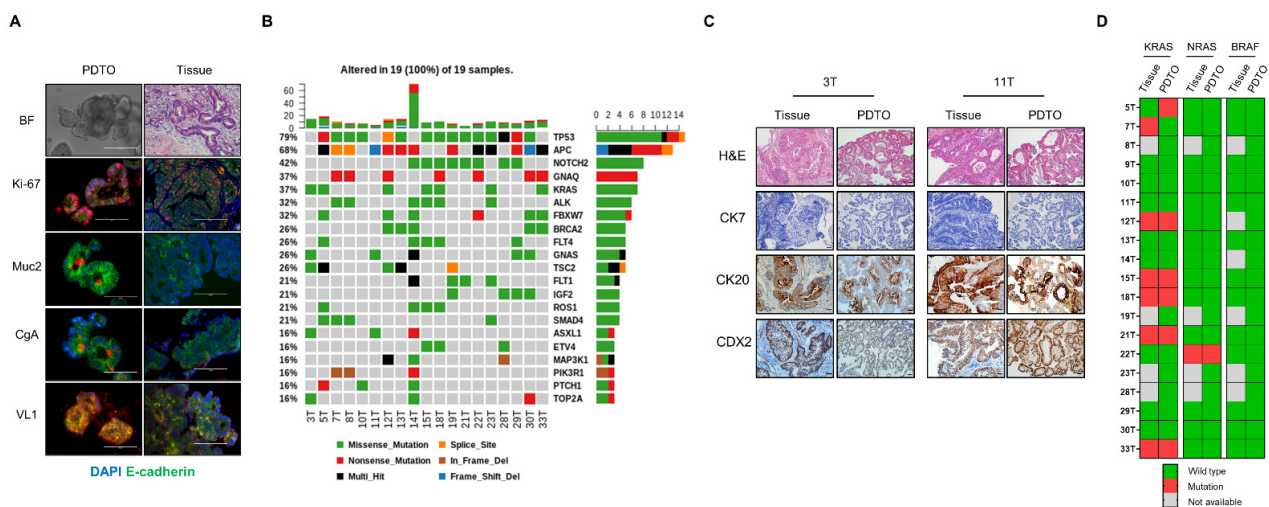 A
PDTO
Tissue
BF
Ki-67
Muc2
CgA
VL1
DAPI E-cadherin
B
Altered in 19 (100%) of 19 samples.
60
40
20
0
0 2 4 6 8 10 12 14
79% TP53
68% APC
42% NOTCH2
37% GNAQ
37% KRAS
32% ALK
32% FBXW7
26% BRCA2
26% FLT4
26% GNAS
26% TSC2
21% FLT1
21% IGF2
21% ROS1
21% SMAD4
16% ASXL1
16% ETV4
16% MAP3K1
16% PIK3R1
16% PTCH1
16% TOP2A
3T 5T 7T 8T 10T 11T 12T 13T 14T 15T 18T 19T 21T 22T 23T 28T 29T 30T 33T
Missense_Mutation
Nonsense_Mutation
Multi_Hit
Splice_Site
In_Frame_Del
Frame_Shift_Del
C
3T
11T
Tissue
PDTO
Tissue
PDTO
H&E
CK7
CK20
CDX2
D
KRAS NRAS BRAF
Tissue PDTO Tissue PDTO Tissue PDTO
5T
7T
8T
9T
10T
11T
12T
13T
14T
15T
18T
19T
21T
22T
23T
28T
29T
30T
33T
Wild type
Mutation
Not available